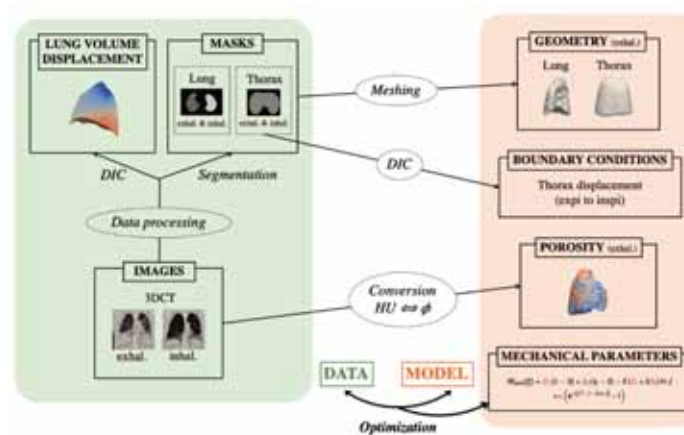 LUNG VOLUME
DISPLACEMENT
MASKS
Lung
exhal. & inhal.
Thorax
exhal. & inhal.
DIC
Segmentation
Data processing
IMAGES
3DCT
exhal.
inhal.
Meshing
DIC
Conversion
HU ⇔ ϕ
GEOMETRY (exhal.)
Lung
Thorax
BOUNDARY CONDITIONS
Thorax displacement
(expi to inspi)
POROSITY (exhal.)
MECHANICAL PARAMETERS
DATA
MODEL
Optimization